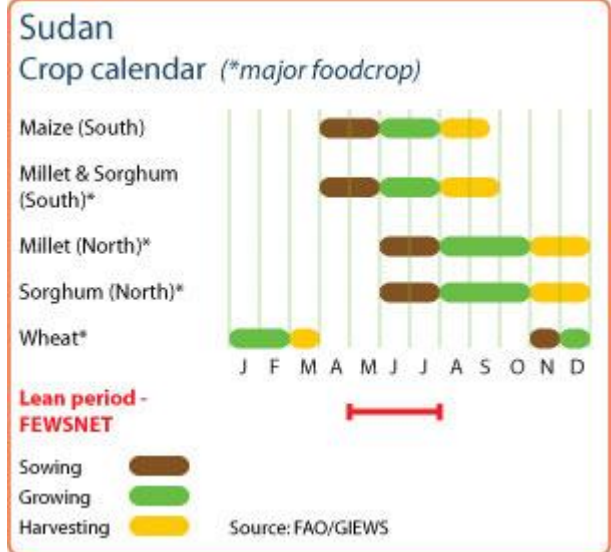 Sudan
Crop calendar (*major foodcrop)
Maize (South)
Millet & Sorghum
(South)*
Millet (North)*
Sorghum (North)*
Wheat*
J F M A M J J A S O N D
Lean period -
FEWSNET
Sowing
Growing
Harvesting
Source: FAO/GIEWS